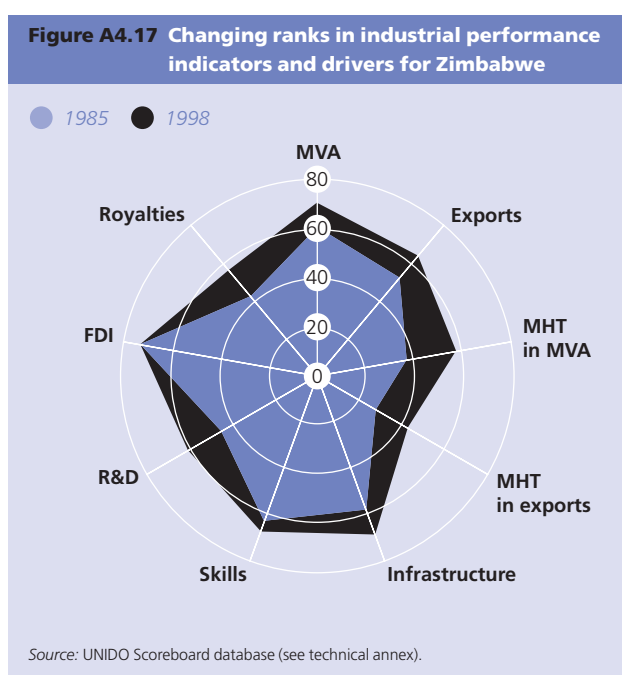 Figure A4.17 Changing ranks in industrial performance
indicators and drivers for Zimbabwe
1985 1998
MVA
80
Royalties
Exports
60
40
FDI
MHT
in MVA
20
0
R&D
MHT
in exports
Skills
Infrastructure
Source: UNIDO Scoreboard database (see technical annex).